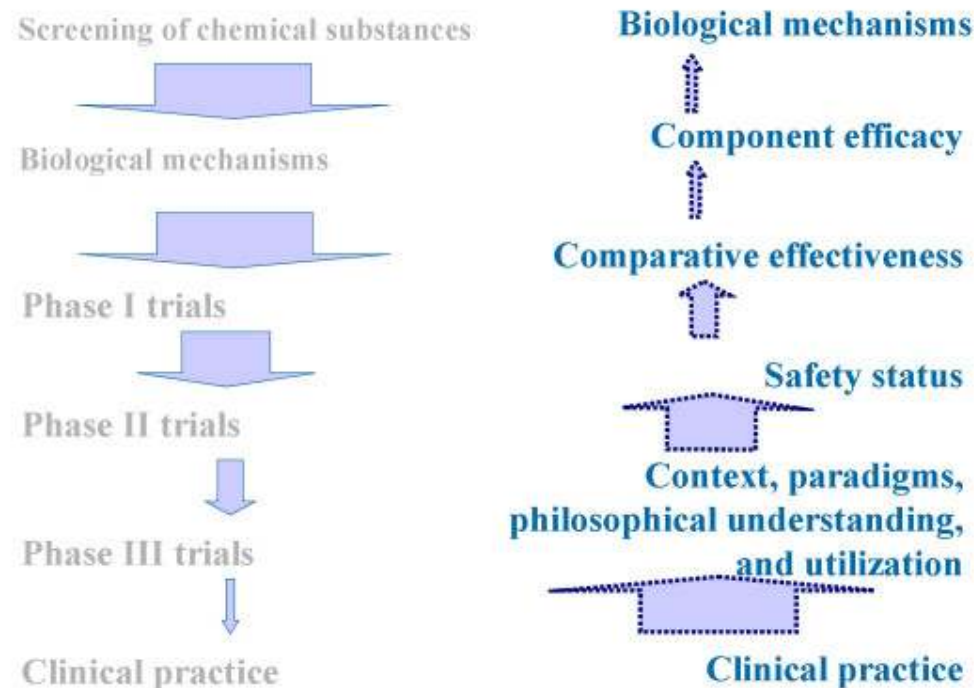 Screening of chemical substances
Biological mechanisms
Phase I trials
Phase II trials
Phase III trials
Clinical practice
Biological mechanisms
Component efficacy
Comparative effectiveness
Safety status
Context, paradigms,
philosophical understanding,
and utilization
Clinical practice